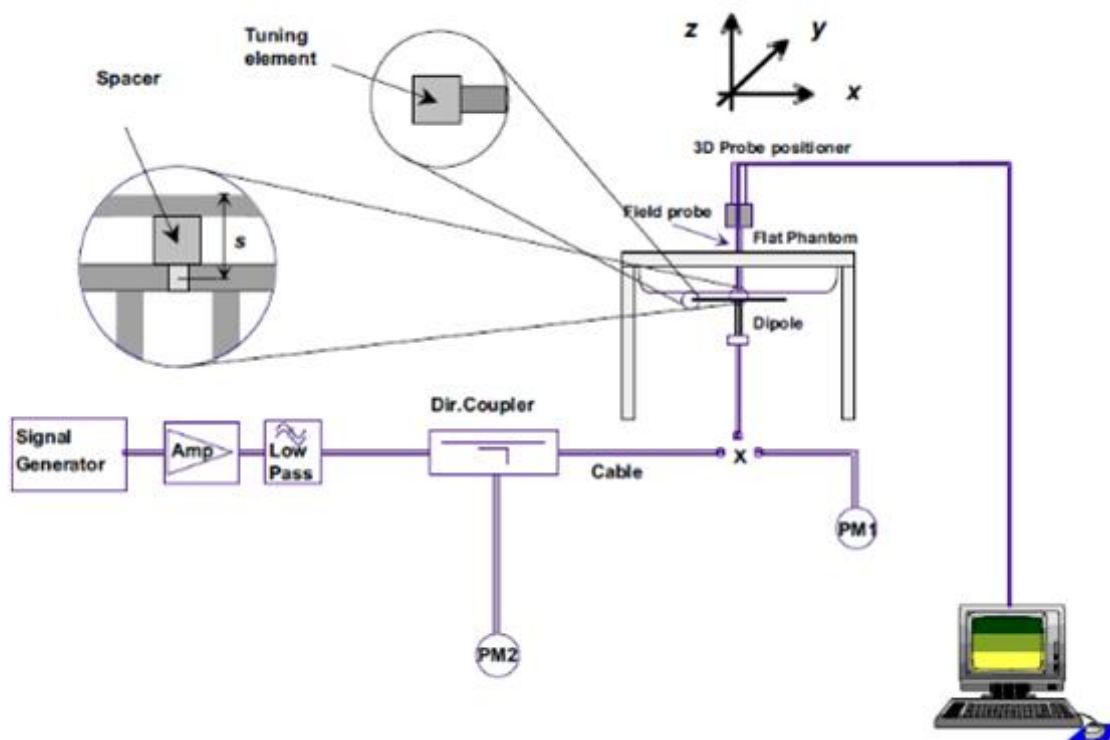 Tuning
element
Spacer
s
z
y
x
3D Probe positioner
Field probe
Flat Phantom
Dipole
Dir.Coupler
Signal
Generator
Amp
Low
Pass
Cable
X
PM1
PM2